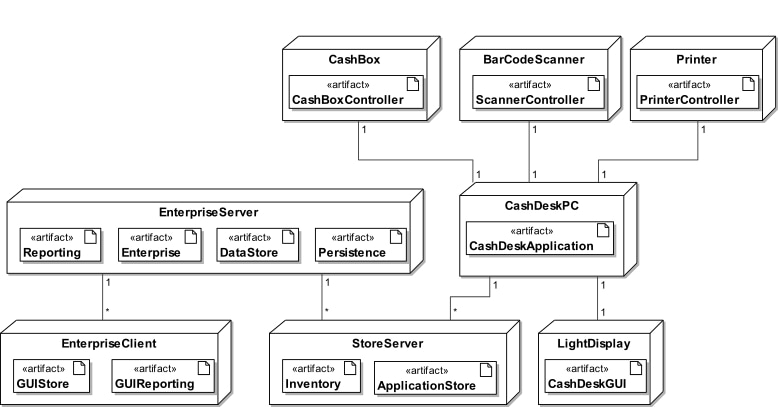 CashBox
«artifact»
CashBoxController
BarCodeScanner
«artifact»
ScannerController
Printer
«artifact»
PrinterController
1
1
1
1
1
1
EnterpriseServer
«artifact»
Reporting
«artifact»
Enterprise
«artifact»
DataStore
«artifact»
Persistence
CashDeskPC
«artifact»
CashDeskApplication
1
1
1
1
*
*
*
1
EnterpriseClient
«artifact»
GUIStore
«artifact»
GUIReporting
StoreServer
«artifact»
Inventory
«artifact»
ApplicationStore
LightDisplay
«artifact»
CashDeskGUI